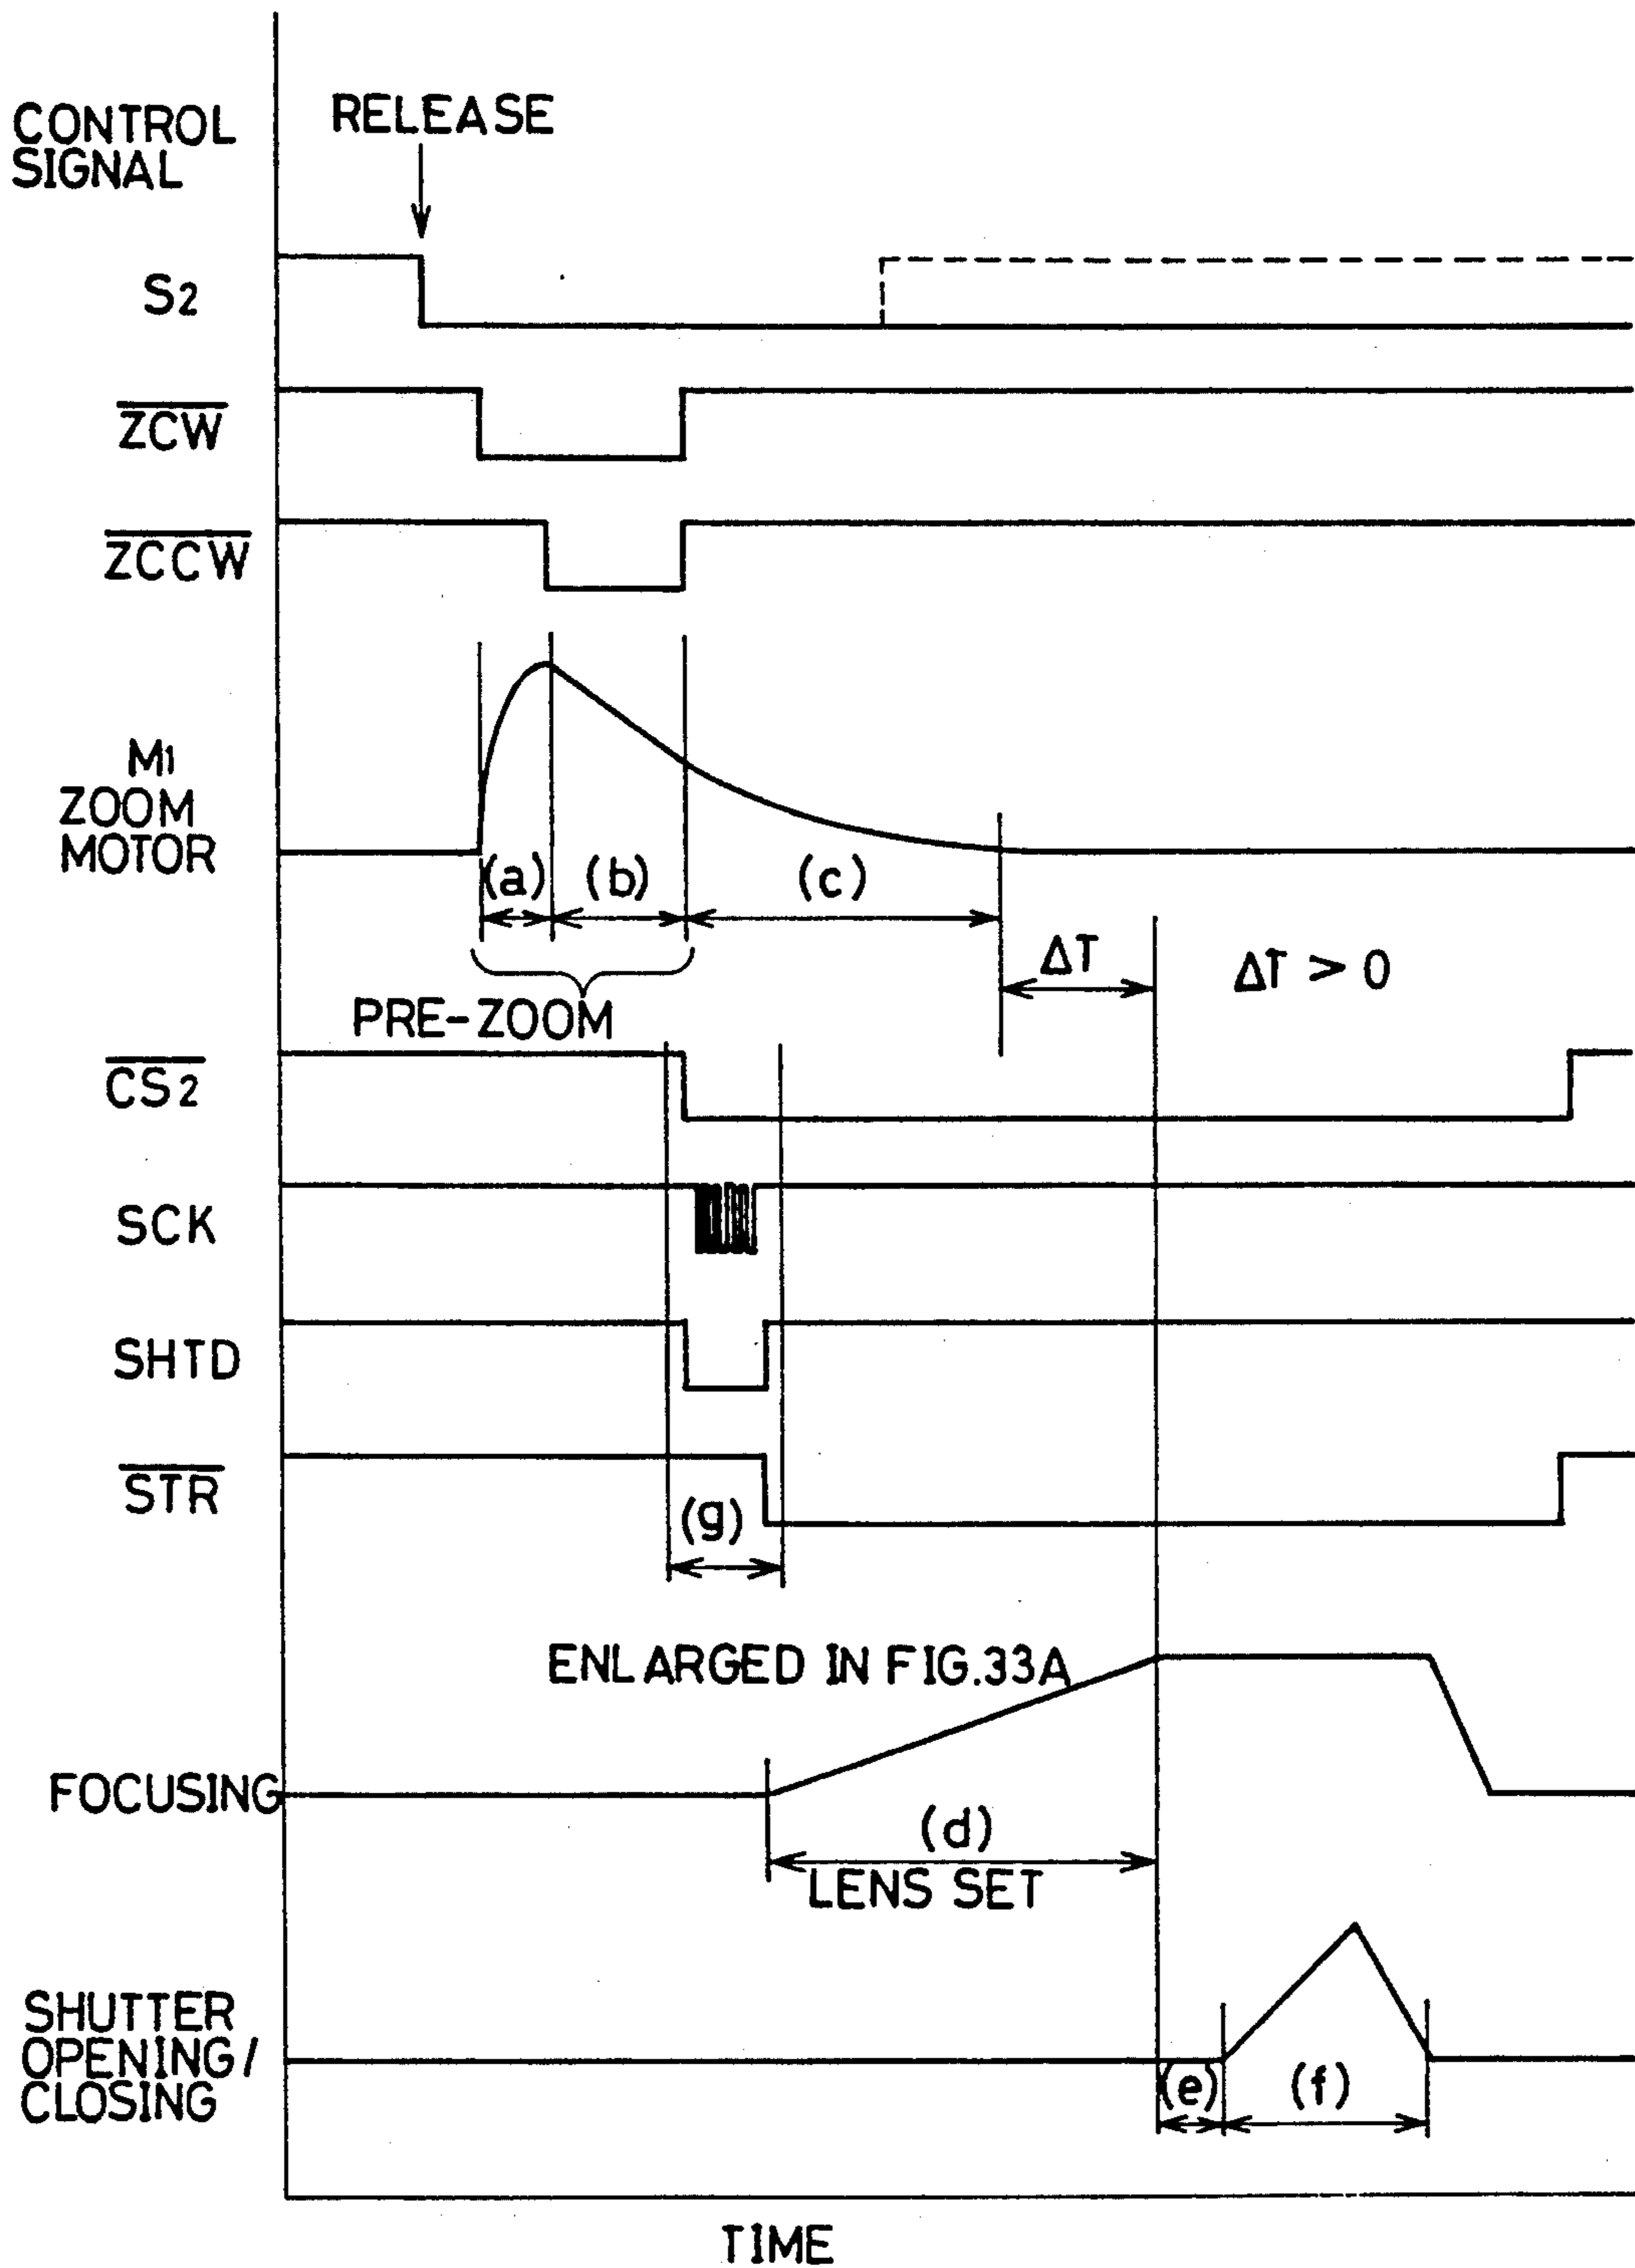 CONTROL
SIGNAL
RELEASE
S2
ZCW
ZCCW
M1
ZOOM
MOTOR
(a)
(b)
(c)
ΔT
ΔT > 0
PRE-ZOOM
CS2
SCK
SHTD
STR
(g)
ENLARGED IN FIG.33A
FOCUSING
(d)
LENS SET
SHUTTER
OPENING/
CLOSING
(e)
(f)
TIME